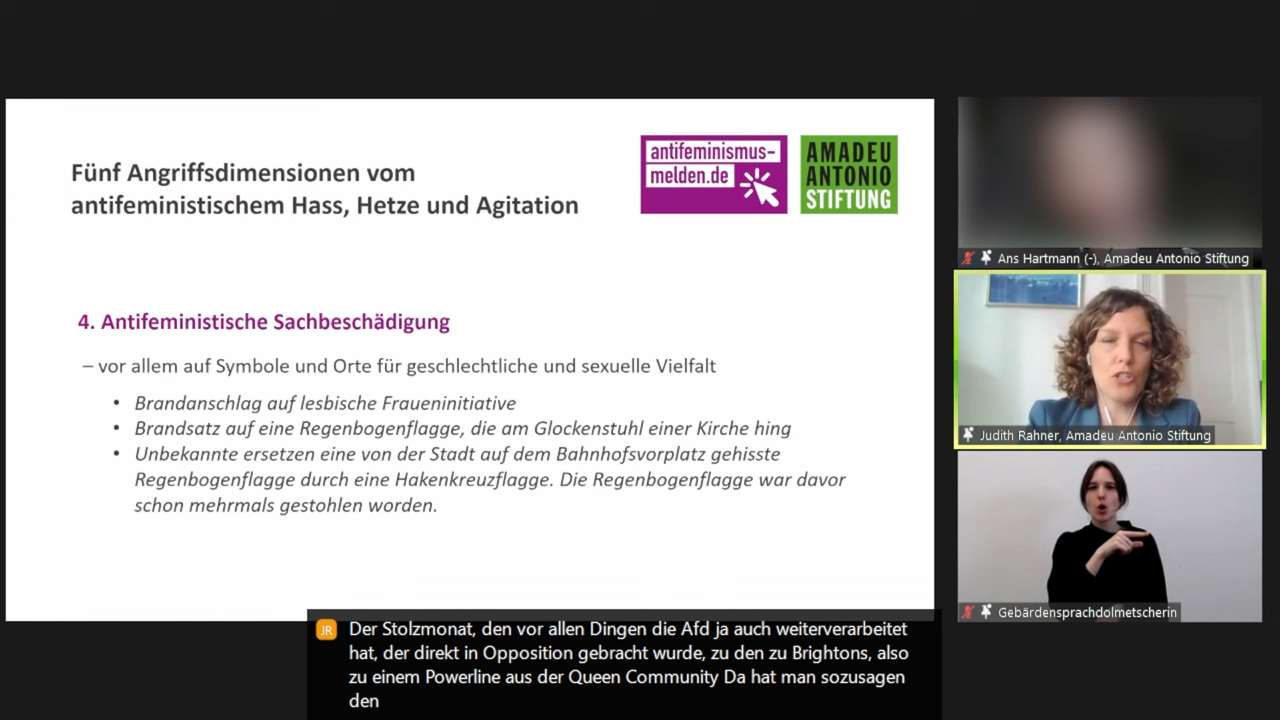 Fünf Angriffsdimensionen vom
antifeministischem Hass, Hetze und Agitation
antifeminismus-
melden.de
AMADEU
ANTONIO
STIFTUNG
4. Antifeministische Sachbeschädigung
– vor allem auf Symbole und Orte für geschlechtliche und sexuelle Vielfalt
• Brandanschlag auf lesbische Fraueninitiative
• Brandsatz auf eine Regenbogenflagge, die am Glockenstuhl einer Kirche hing
• Unbekannte ersetzen eine von der Stadt auf dem Bahnhofsvorplatz gehisste
Regenbogenflagge durch eine Hakenkreuzflagge. Die Regenbogenflagge war davor
schon mehrmals gestohlen worden.
Ans Hartmann (-), Amadeu Antonio Stiftung
Judith Rahner, Amadeu Antonio Stiftung
Gebärdensprachdolmetscherin
JR
Der Stolzmonat, den vor allen Dingen die Afd ja auch weiterverarbeitet
hat, der direkt in Opposition gebracht wurde, zu den zu Brightons, also
zu einem Powerline aus der Queen Community Da hat man sozusagen
den